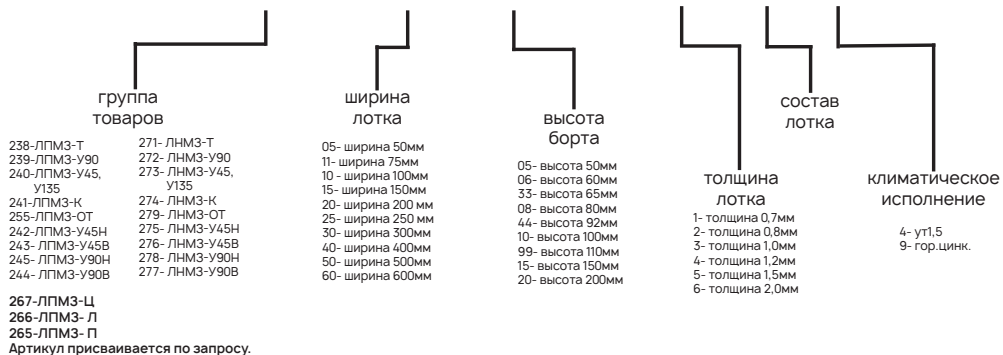 группа
товаров
238-ЛПМЗ-Т
239-ЛПМЗ-У90
240-ЛПМЗ-У45,
У135
241-ЛПМЗ-К
255-ЛПМЗ-ОТ
242-ЛПМЗ-У45Н
243- ЛПМЗ-У45В
245- ЛПМЗ-У90Н
244- ЛПМЗ-У90В
271- ЛНМЗ-Т
272- ЛНМЗ-У90
273- ЛНМЗ-У45,
У135
274- ЛНМЗ-К
279- ЛНМЗ-ОТ
275- ЛНМЗ-У45Н
276- ЛНМЗ-У45В
278- ЛНМЗ-У90Н
277- ЛНМЗ-У90В
267-ЛПМЗ-Ц
266-ЛПМЗ- Л
265-ЛПМЗ- П
Артикул присваивается по запросу.
ширина
лотка
05- ширина 50мм
11- ширина 75мм
10 - ширина 100мм
15- ширина 150мм
20- ширина 200 мм
25- ширина 250 мм
30- ширина 300мм
40- ширина 400мм
50- ширина 500мм
60- ширина 600мм
высота
борта
05- высота 50мм
06- высота 60мм
33- высота 65мм
08- высота 80мм
44- высота 92мм
10- высота 100мм
99- высота 110мм
15- высота 150мм
20- высота 200мм
толщина
лотка
1- толщина 0,7мм
2- толщина 0,8мм
3- толщина 1,0мм
4- толщина 1,2мм
5- толщина 1,5мм
6- толщина 2,0мм
состав
лотка
климатическое
исполнение
4- ут1,5
9- гор.цинк.